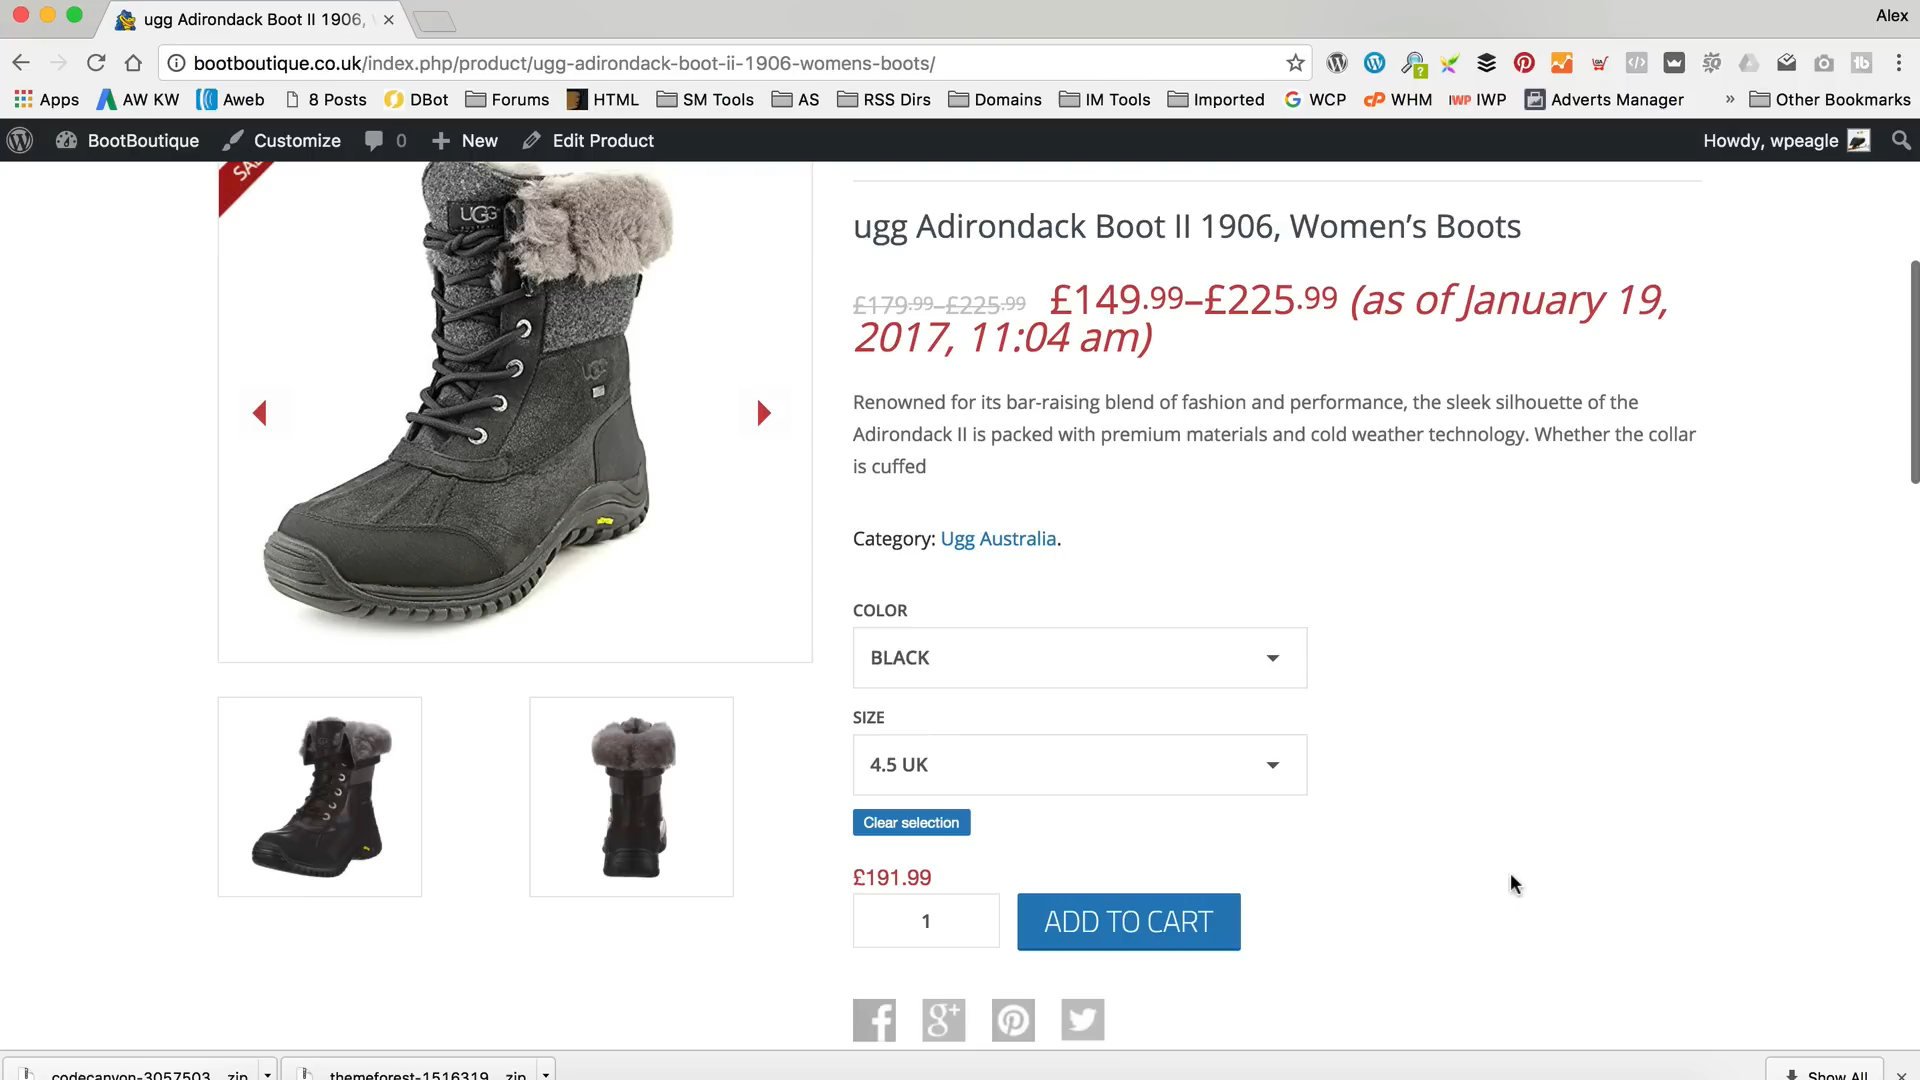 ugg Adirondack Boot II 1906,
Alex
bootboutique.co.uk/index.php/product/ugg-adirondack-boot-ii-1906-womens-boots/
Apps AW KW Aweb 8 Posts DBot Forums HTML SM Tools AS RSS Dirs Domains IM Tools Imported WCP WHM IWP IWP Adverts Manager » Other Bookmarks
BootBoutique Customize 0 New Edit Product Howdy, wpeagle
UGG
ugg Adirondack Boot II 1906, Women’s Boots
£179.99–£225.99 £149.99–£225.99 (as of January 19,
2017, 11:04 am)
Renowned for its bar-raising blend of fashion and performance, the sleek silhouette of the
Adirondack II is packed with premium materials and cold weather technology. Whether the collar
is cuffed
Category: Ugg Australia.
COLOR
BLACK
SIZE
4.5 UK
Clear selection
£191.99
1 ADD TO CART
codecanyon-3057503....zip themeforest-1516319....zip Show All